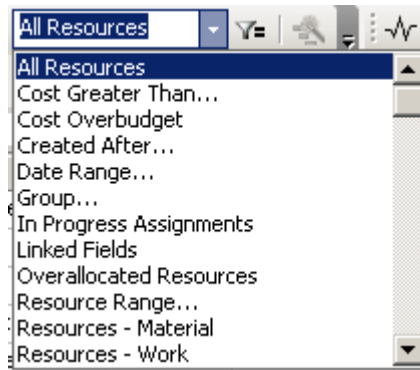 All Resources
All Resources
Cost Greater Than...
Cost Overbudget
Created After...
Date Range...
Group...
In Progress Assignments
Linked Fields
Overallocated Resources
Resource Range...
Resources - Material
Resources - Work